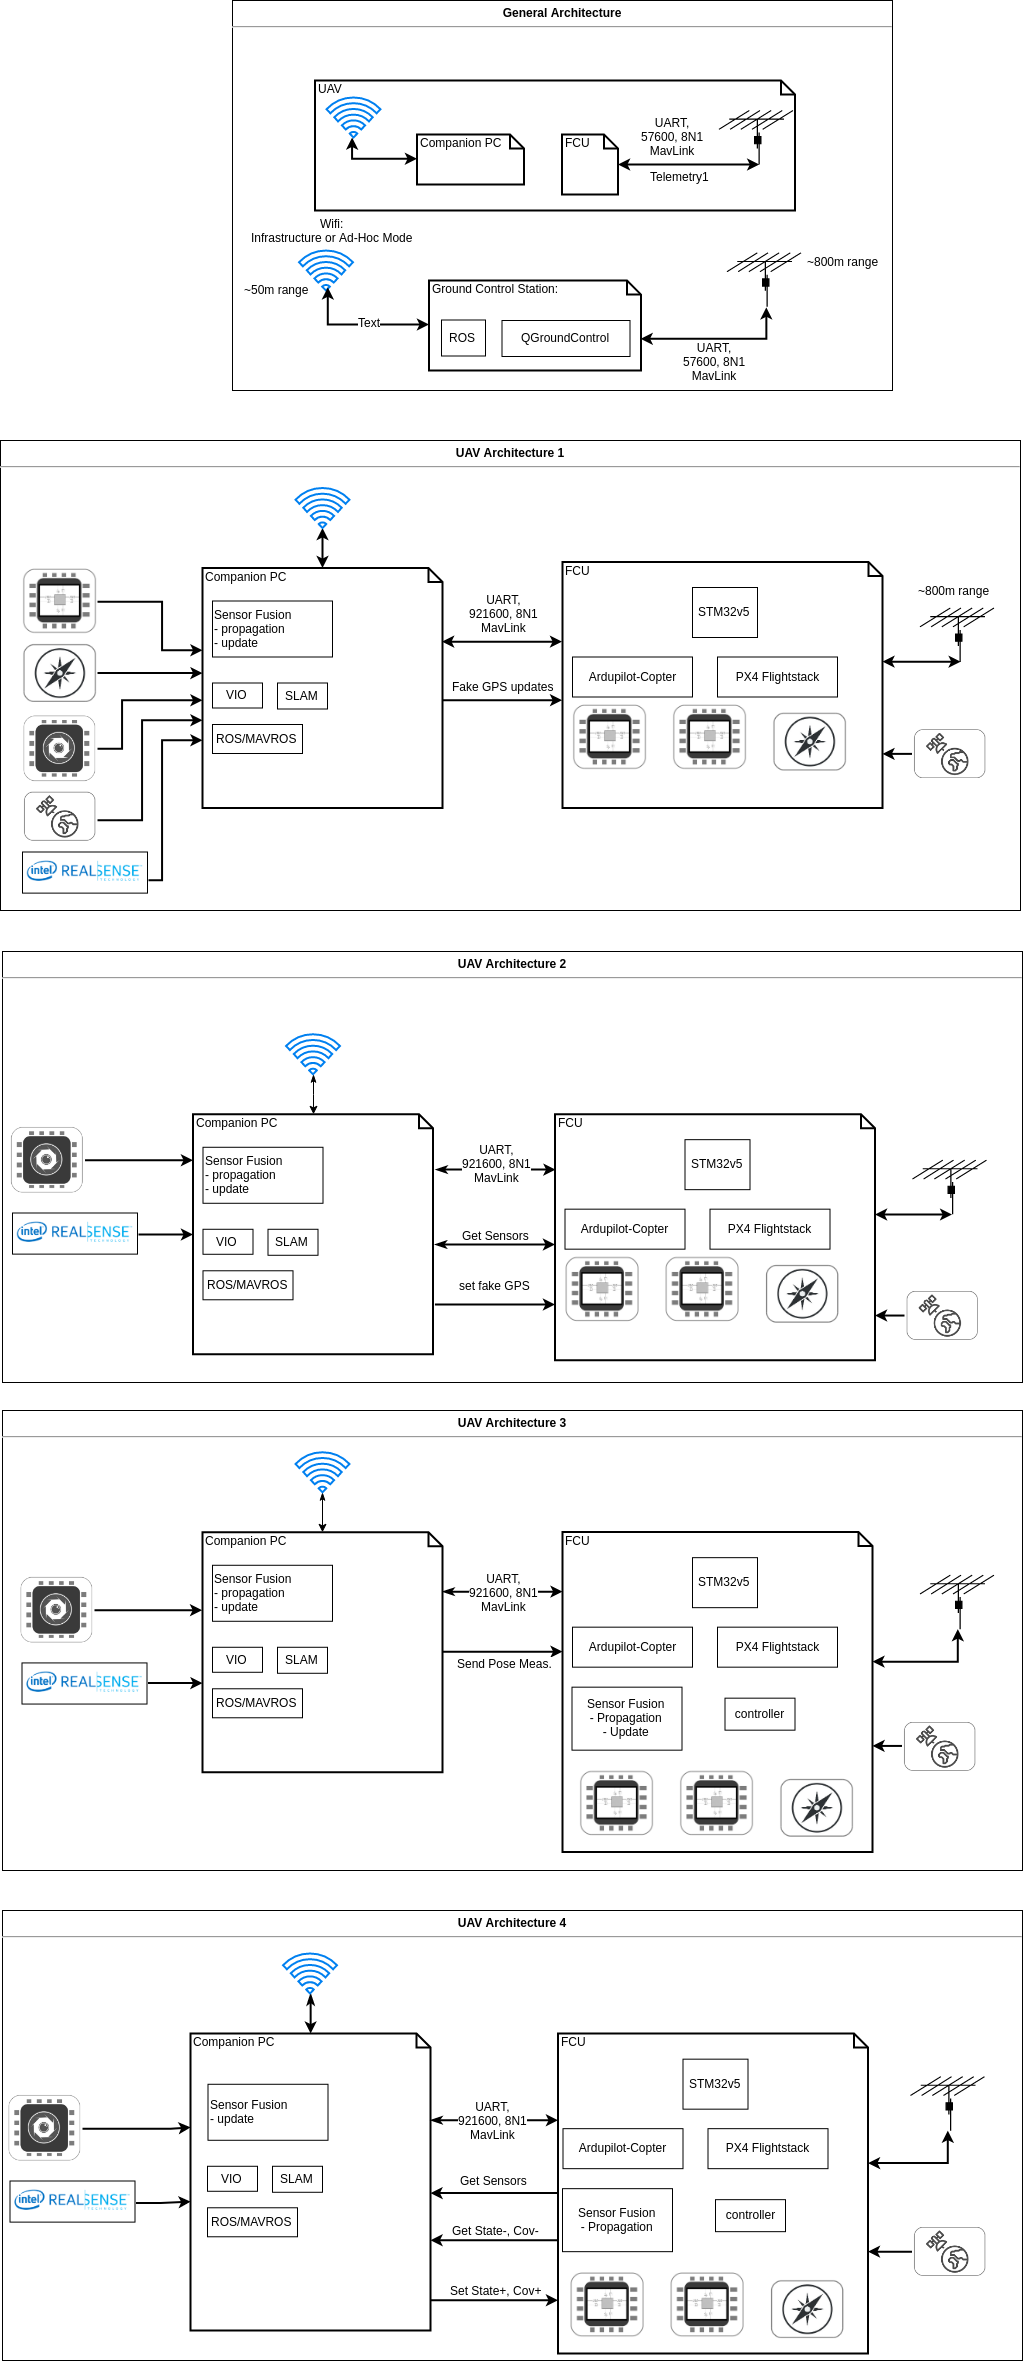 General Architecture
UAV
Companion PC
FCU
UART,
57600, 8N1
MavLink
Telemetry1
Wifi:
Infrastructure or Ad-Hoc Mode
~50m range
Text
Ground Control Station:
ROS
QGroundControl
~800m range
UART,
57600, 8N1
MavLink
UAV Architecture 1
Companion PC
Sensor Fusion
- propagation
- update
VIO
SLAM
ROS/MAVROS
intel REALSENSE
TECHNOLOGY
UART,
921600, 8N1
MavLink
Fake GPS updates
FCU
STM32v5
Ardupilot-Copter
PX4 Flightstack
~800m range
UAV Architecture 2
Companion PC
Sensor Fusion
- propagation
- update
VIO
SLAM
ROS/MAVROS
intel REALSENSE
TECHNOLOGY
UART,
921600, 8N1
MavLink
Get Sensors
set fake GPS
FCU
STM32v5
Ardupilot-Copter
PX4 Flightstack
UAV Architecture 3
Companion PC
Sensor Fusion
- propagation
- update
VIO
SLAM
ROS/MAVROS
intel REALSENSE
TECHNOLOGY
UART,
921600, 8N1
MavLink
Send Pose Meas.
FCU
STM32v5
Ardupilot-Copter
PX4 Flightstack
Sensor Fusion
- Propagation
- Update
controller
UAV Architecture 4
Companion PC
Sensor Fusion
- update
VIO
SLAM
ROS/MAVROS
intel REALSENSE
TECHNOLOGY
UART,
921600, 8N1
MavLink
Get Sensors
Get State-, Cov-
Set State+, Cov+
FCU
STM32v5
Ardupilot-Copter
PX4 Flightstack
Sensor Fusion
- Propagation
controller